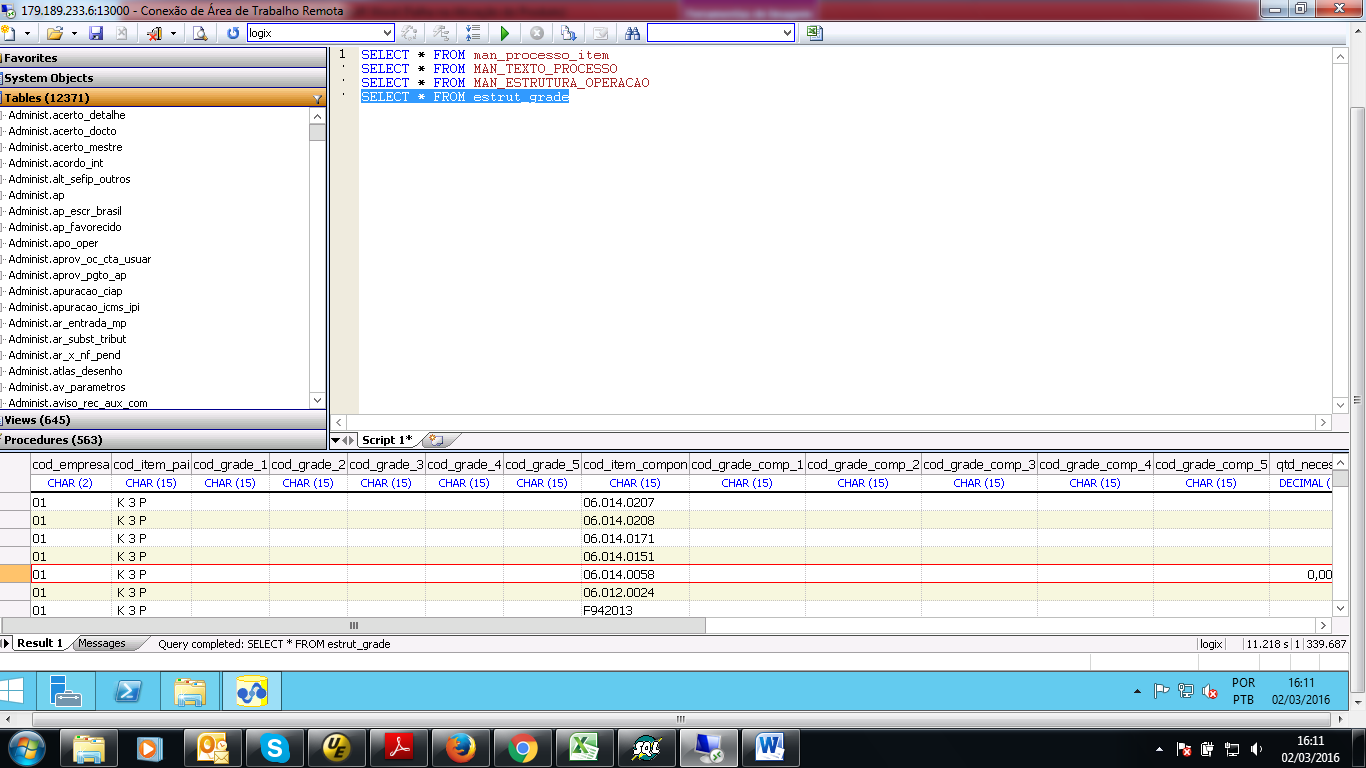 179.189.233.6:13000 - Conexão de Área de Trabalho Remota
logix
Favorites
System Objects
Tables (12371)
Administ.acerto_detalhe
Administ.acerto_docto
Administ.acerto_mestre
Administ.acordo_int
Administ.alt_sefip_outros
Administ.ap
Administ.ap_escr_brasil
Administ.ap_favorecido
Administ.apo_oper
Administ.aprov_oc_cta_usuar
Administ.aprov_pgto_ap
Administ.apuracao_ciap
Administ.apuracao_icms_ipi
Administ.ar_entrada_mp
Administ.ar_subst_tribut
Administ.ar_x_nf_pend
Administ.atlas_desenho
Administ.av_parametros
Administ.aviso_rec_aux_com
Views (645)
Procedures (563)
1 SELECT * FROM man_processo_item
SELECT * FROM MAN_TEXTO_PROCESSO
SELECT * FROM MAN_ESTRUTURA_OPERACAO
SELECT * FROM estrut_grade
Script 1*
cod_empresa cod_item_pai cod_grade_1 cod_grade_2 cod_grade_3 cod_grade_4 cod_grade_5 cod_item_compon cod_grade_comp_1 cod_grade_comp_2 cod_grade_comp_3 cod_grade_comp_4 cod_grade_comp_5 qtd_neces
CHAR (2) CHAR (15) CHAR (15) CHAR (15) CHAR (15) CHAR (15) CHAR (15) CHAR (15) CHAR (15) CHAR (15) CHAR (15) CHAR (15) CHAR (15) DECIMAL (
01 K 3 P 06.014.0207
01 K 3 P 06.014.0208
01 K 3 P 06.014.0171
01 K 3 P 06.014.0151
01 K 3 P 06.014.0058 0,00
01 K 3 P 06.012.0024
01 K 3 P F942013
Result 1 Messages Query completed: SELECT * FROM estrut_grade logix 11.218 s 1 339.687
POR 16:11
PTB 02/03/2016
16:11
02/03/2016